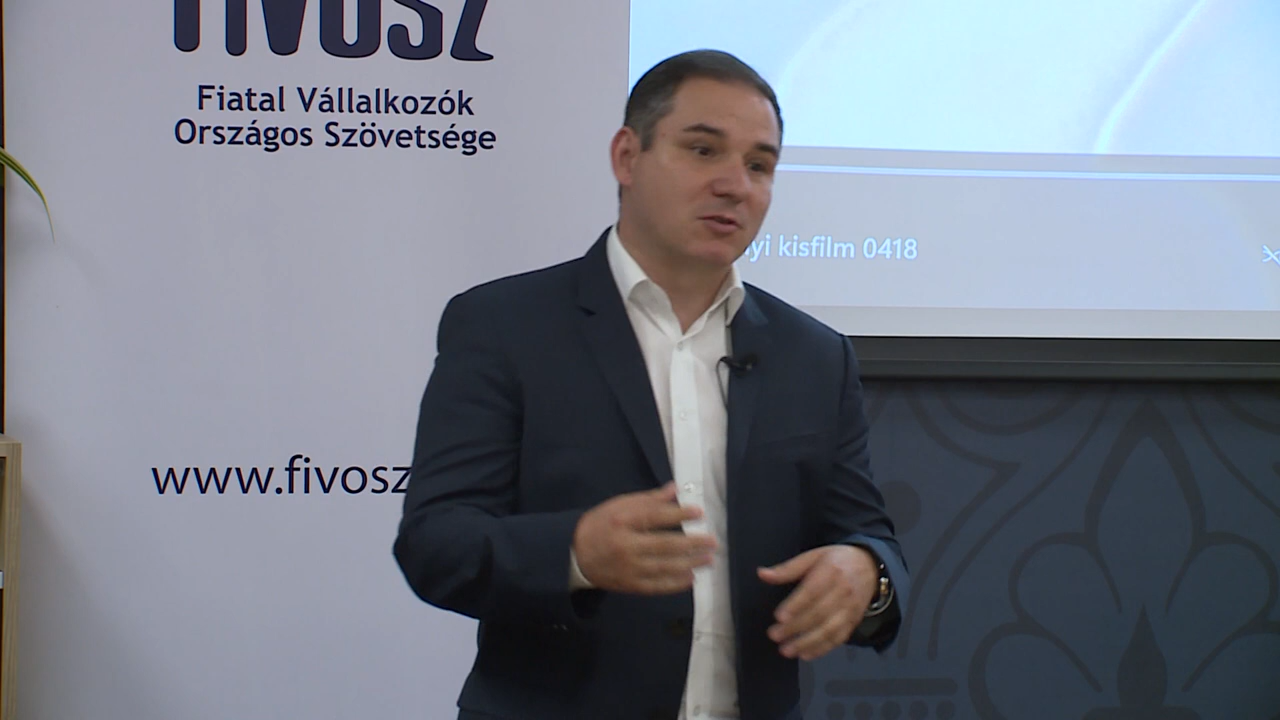 FIVOSZ
Fiatal Vállalkozók
Országos Szövetsége
www.fivosz
yi kisfilm 0418